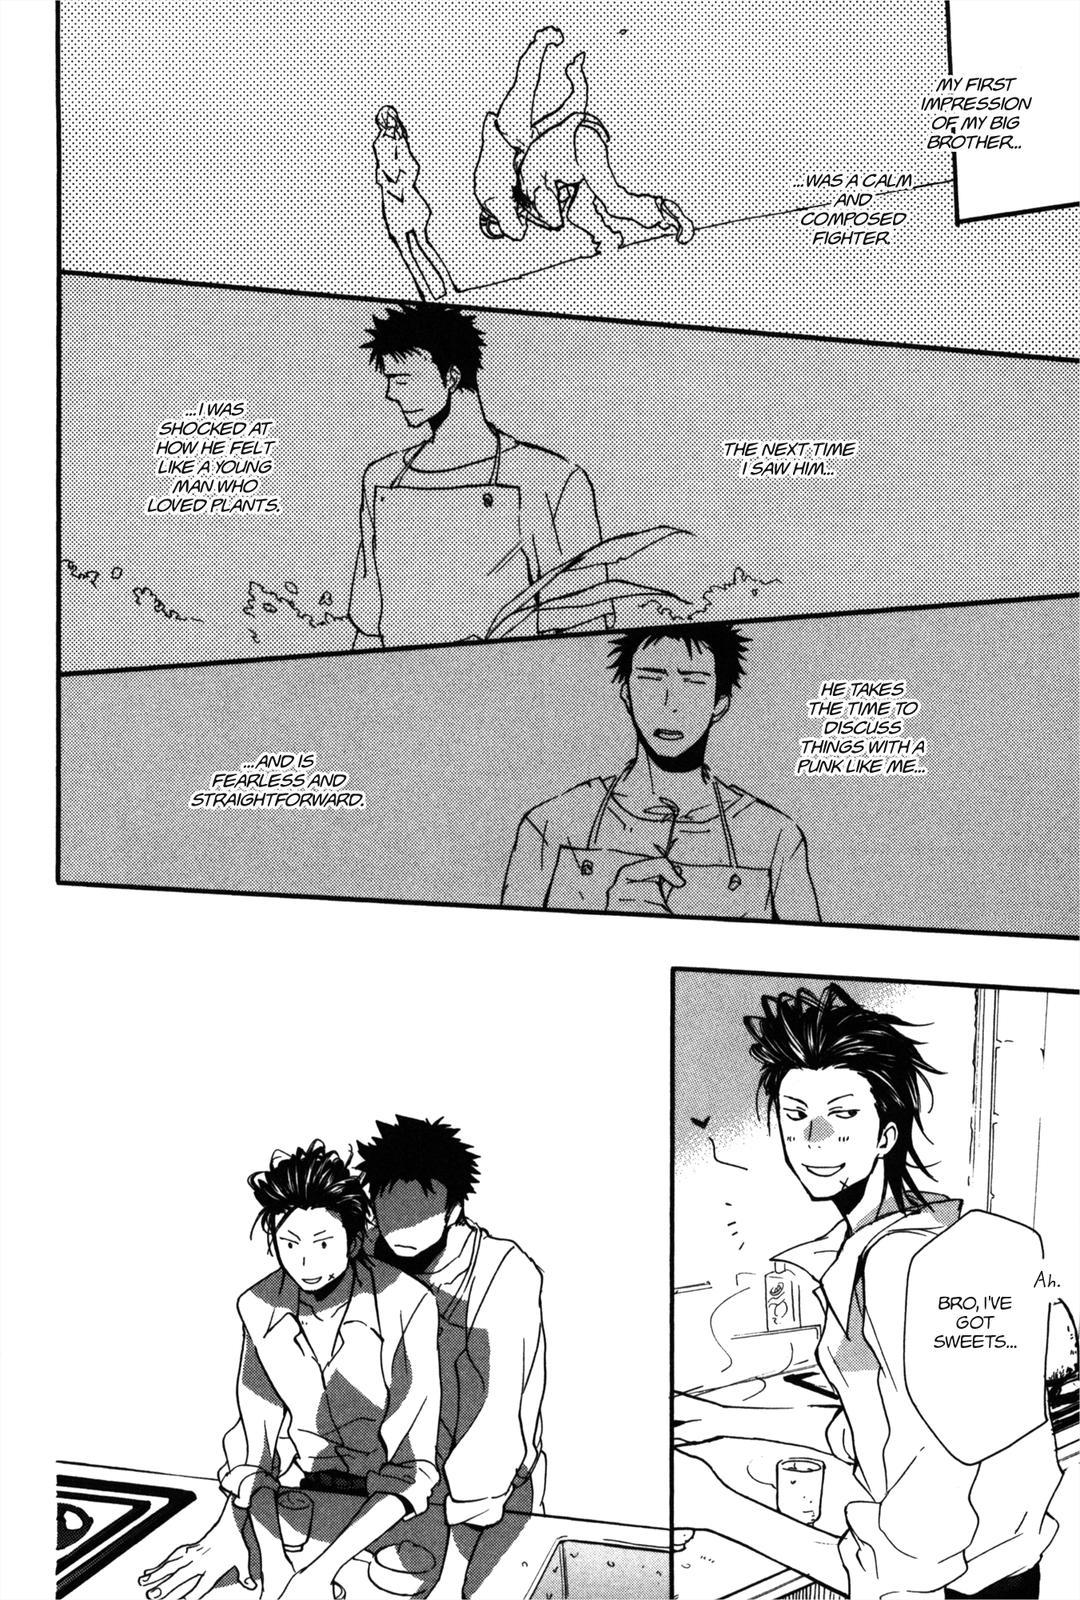 MY FIRST
IMPRESSION
OF MY BIG
BROTHER...
...WAS A CALM
AND
COMPOSED
FIGHTER.
THE NEXT TIME
I SAW HIM...
...I WAS
SHOCKED AT
HOW HE FELT
LIKE A YOUNG
MAN WHO
LOVED PLANTS.
HE TAKES
THE TIME TO
DISCUSS
THINGS WITH A
PUNK LIKE ME...
...AND IS
FEARLESS AND
STRAIGHTFORWARD.
Ah.
BRO, I'VE
GOT
SWEETS...